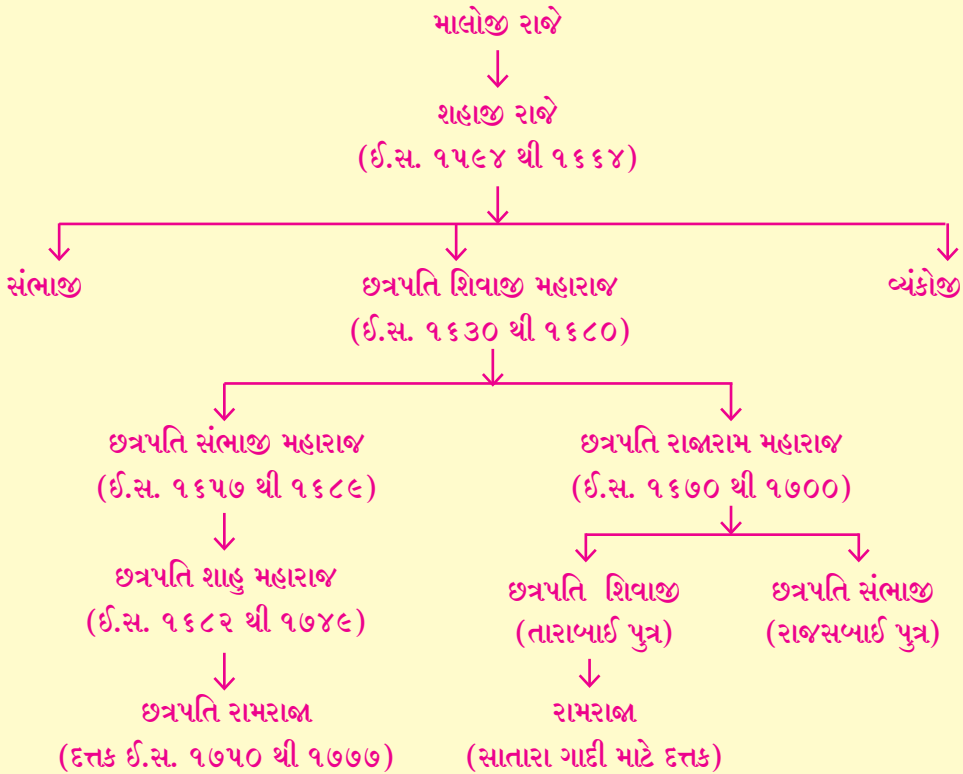 માલોજી રાજે
શહાજી રાજે
(ઈ.સ. ૧૫૯૪ થી ૧૬૬૪)
સંભાજી
છત્રપતિ શિવાજી મહારાજ
વ્યંકોજી
(ઈ.સ. ૧૬૩૦ થી ૧૬૮૦)
છત્રપતિ સંભાજી મહારાજ
છત્રપતિ રાજારામ મહારાજ
(ઈ.સ. ૧૬૫૭ થી ૧૬૮૯)
(ઈ.સ. ૧૬૭૦ થી ૧૭૦૦)
છત્રપતિ શાહુ મહારાજ
છત્રપતિ શિવાજી
છત્રપતિ સંભાજી
(ઈ.સ. ૧૬૮૨ થી ૧૭૪૯)
(તારાબાઈ પુત્ર)
(રાજસબાઈ પુત્ર)
છત્રપતિ રામરાજા
રામરાજા
(દત્તક ઈ.સ. ૧૭૫૦ થી ૧૭૭૭)
(સાતારા ગાદી માટે દત્તક)